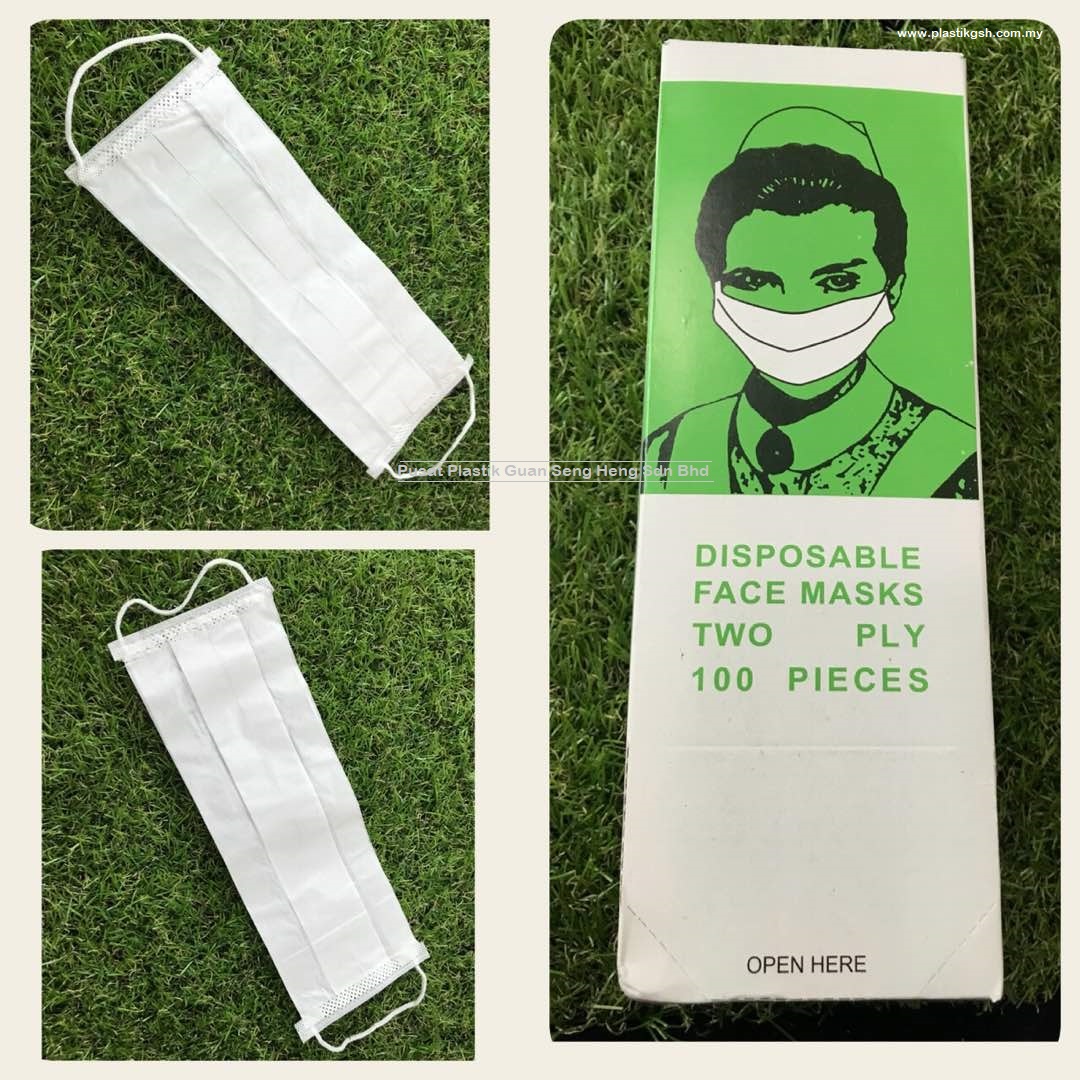 www.plastikgsh.com.my
Pusat Plastik Guan Seng Heng Sdn Bhd
DISPOSABLE
FACE MASKS
TWO PLY
100 PIECES
OPEN HERE